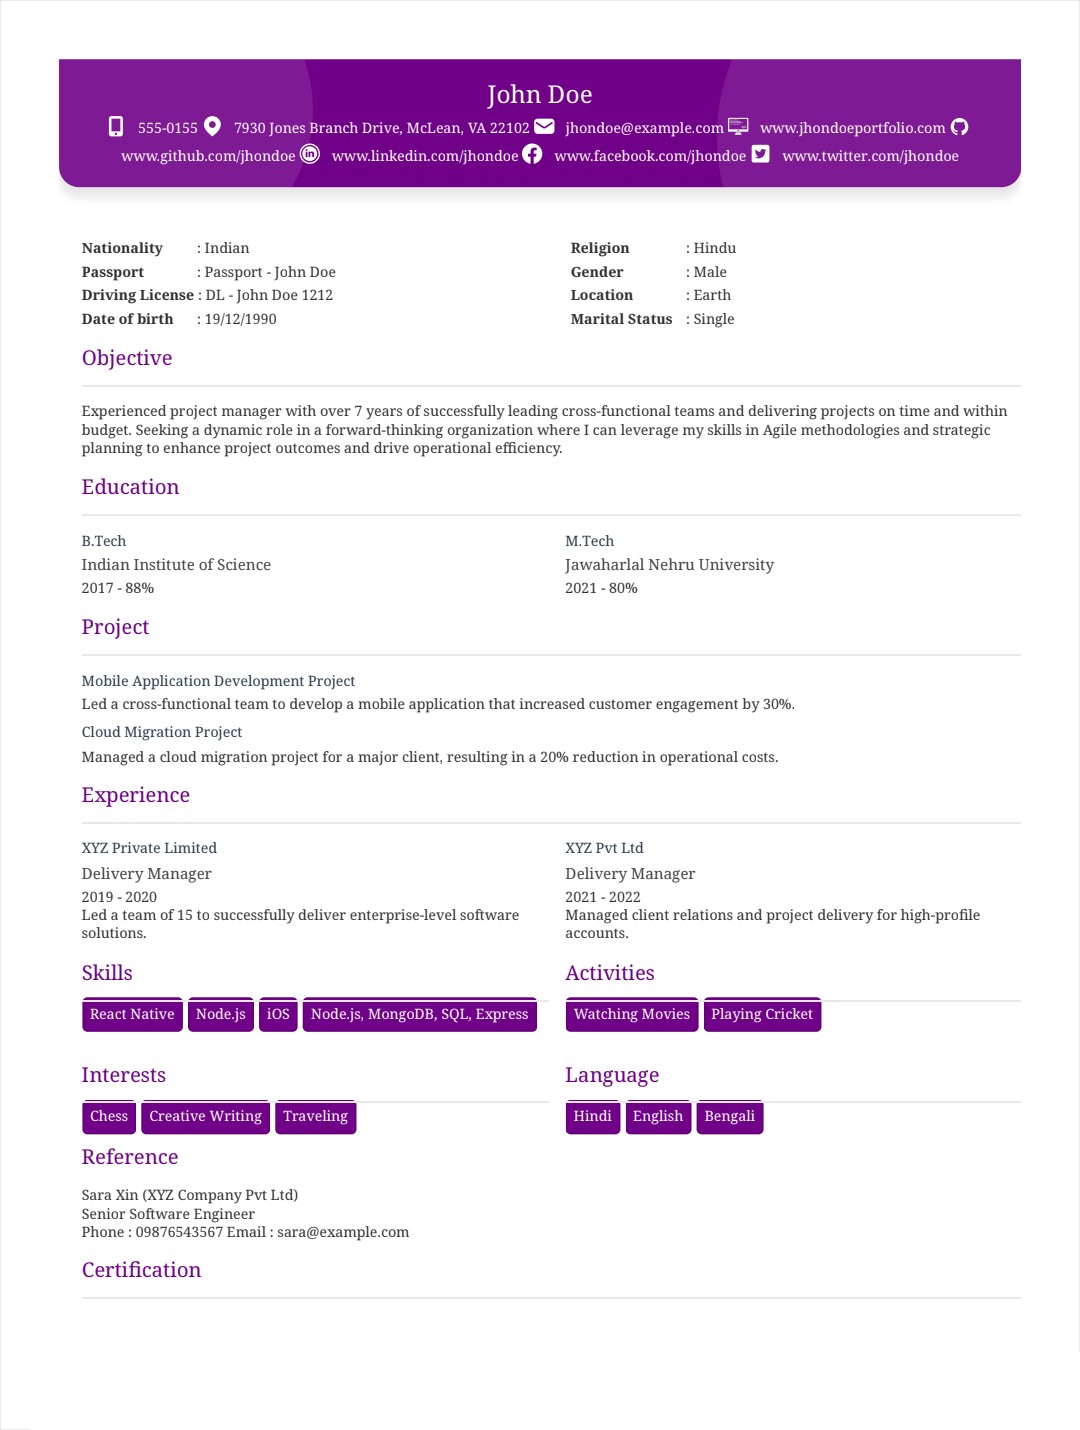 John Doe
555-0155 7930 Jones Branch Drive, McLean, VA 22102 jhondoe@example.com www.jhondoeportfolio.com
www.github.com/jhondoe www.linkedin.com/jhondoe www.facebook.com/jhondoe www.twitter.com/jhondoe
Nationality : Indian
Passport : Passport - John Doe
Driving License : DL - John Doe 1212
Date of birth : 19/12/1990
Religion : Hindu
Gender : Male
Location : Earth
Marital Status : Single
Objective
Experienced project manager with over 7 years of successfully leading cross-functional teams and delivering projects on time and within
budget. Seeking a dynamic role in a forward-thinking organization where I can leverage my skills in Agile methodologies and strategic
planning to enhance project outcomes and drive operational efficiency.
Education
B.Tech
Indian Institute of Science
2017 - 88%
M.Tech
Jawaharlal Nehru University
2021 - 80%
Project
Mobile Application Development Project
Led a cross-functional team to develop a mobile application that increased customer engagement by 30%.
Cloud Migration Project
Managed a cloud migration project for a major client, resulting in a 20% reduction in operational costs.
Experience
XYZ Private Limited
Delivery Manager
2019 - 2020
Led a team of 15 to successfully deliver enterprise-level software
solutions.
XYZ Pvt Ltd
Delivery Manager
2021 - 2022
Managed client relations and project delivery for high-profile
accounts.
Skills
React Native Node.js iOS Node.js, MongoDB, SQL, Express
Activities
Watching Movies Playing Cricket
Interests
Chess Creative Writing Traveling
Language
Hindi English Bengali
Reference
Sara Xin (XYZ Company Pvt Ltd)
Senior Software Engineer
Phone : 09876543567 Email : sara@example.com
Certification